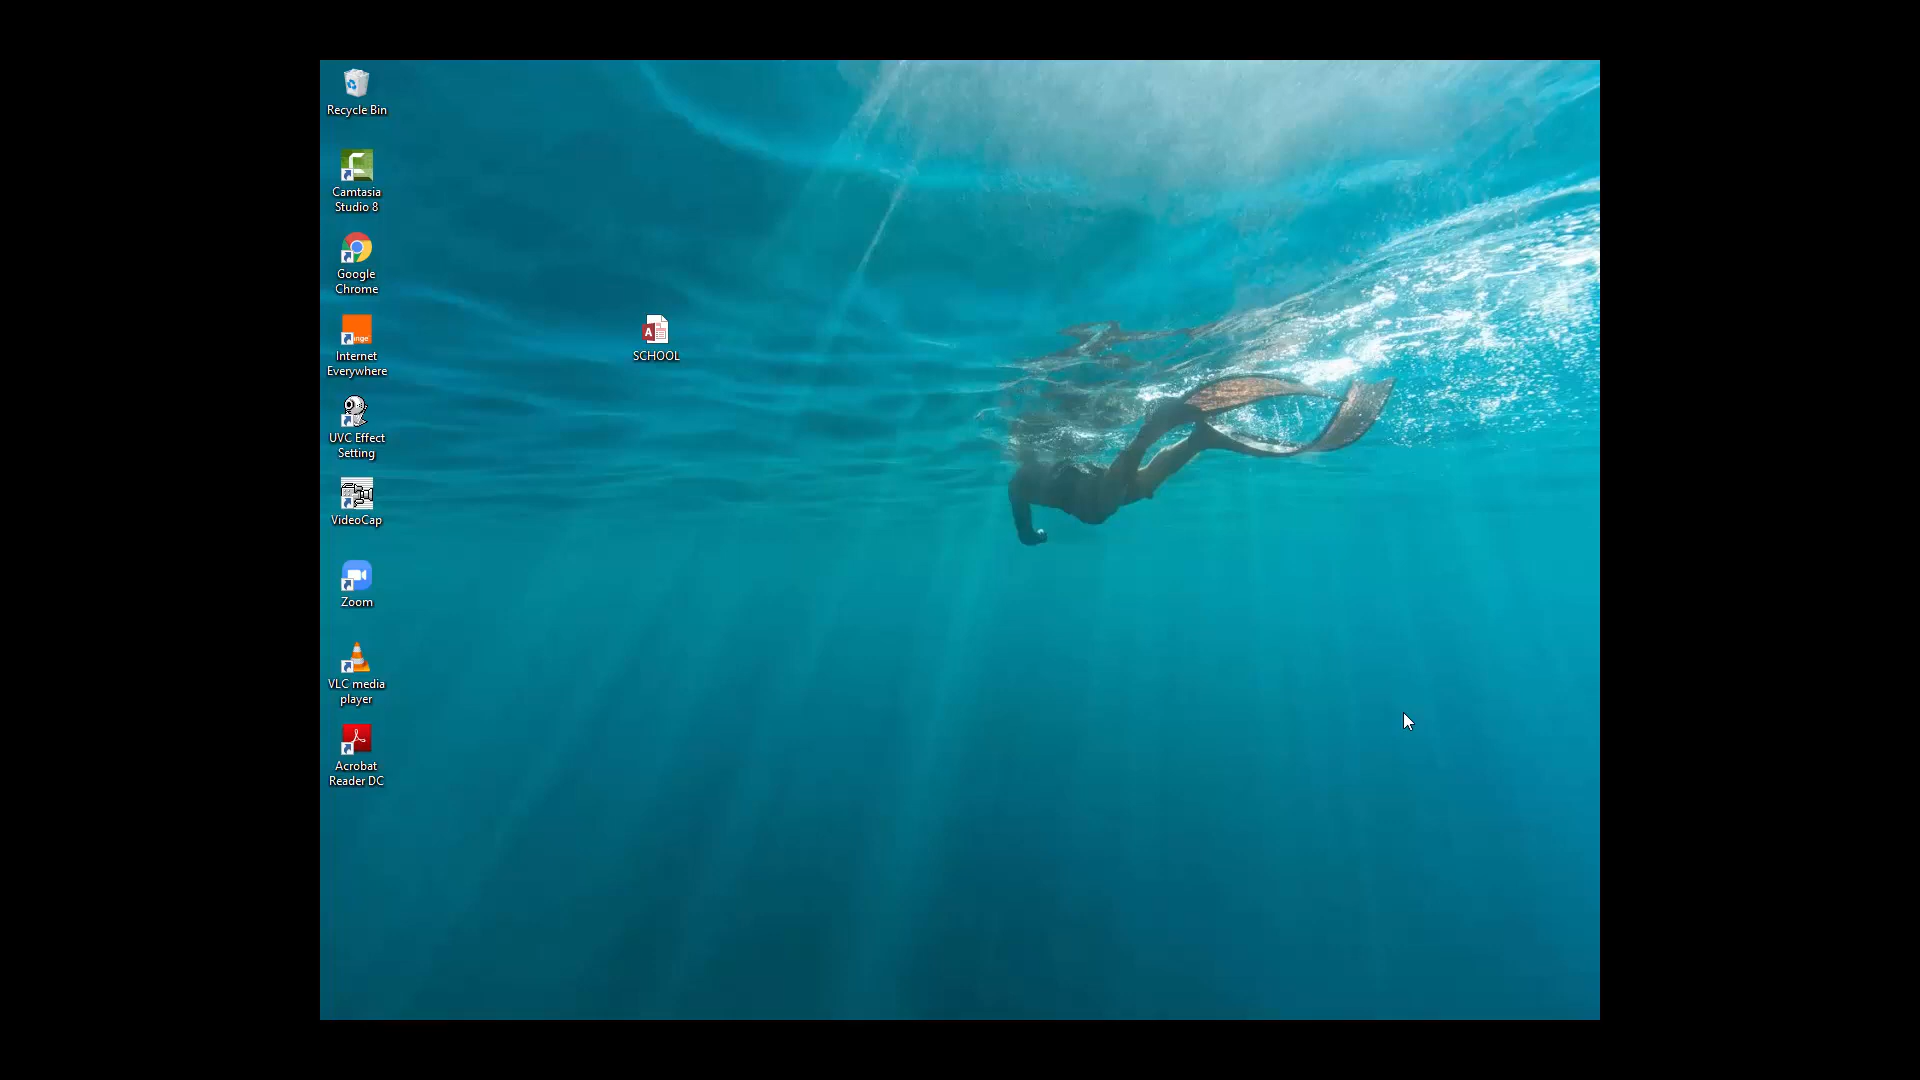 Recycle Bin
Camtasia
Studio 8
Google
Chrome
Internet
Everywhere
UVC Effect
Setting
VideoCap
Zoom
VLC media
player
Acrobat
Reader DC
SCHOOL